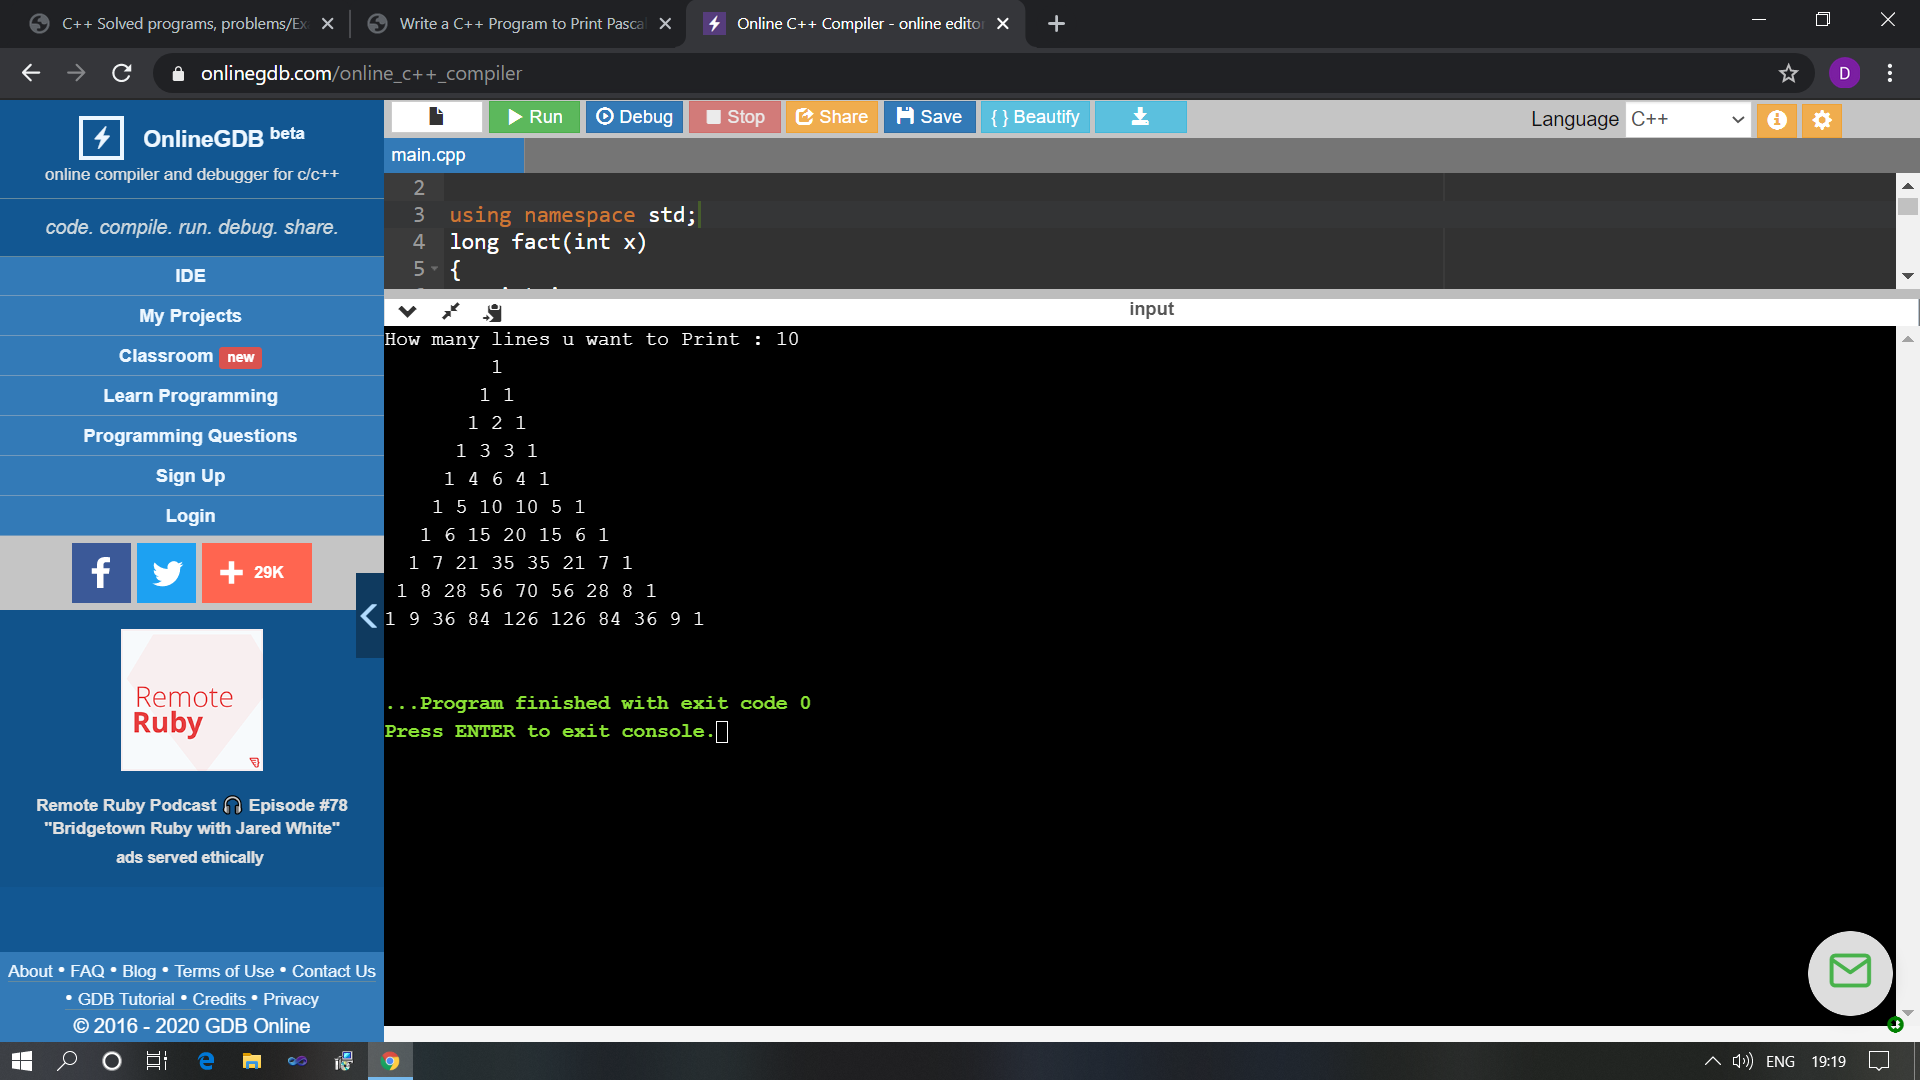 C++ Solved programs, problems/Ex
Write a C++ Program to Print Pasca
Online C++ Compiler - online edito
onlinegdb.com/online_c++_compiler
D
OnlineGDB beta
online compiler and debugger for c/c++
code. compile. run. debug. share.
IDE
My Projects
Classroom new
Learn Programming
Programming Questions
Sign Up
Login
f
+ 29K
Remote
Ruby
Remote Ruby Podcast 🎧 Episode #78
"Bridgetown Ruby with Jared White"
ads served ethically
About • FAQ • Blog • Terms of Use • Contact Us
• GDB Tutorial • Credits • Privacy
© 2016 - 2020 GDB Online
Run Debug Stop Share Save { } Beautify
Language C++
main.cpp
2
3 using namespace std;
4 long fact(int x)
5 {
input
How many lines u want to Print : 10
1
1 1
1 2 1
1 3 3 1
1 4 6 4 1
1 5 10 10 5 1
1 6 15 20 15 6 1
1 7 21 35 35 21 7 1
1 8 28 56 70 56 28 8 1
1 9 36 84 126 126 84 36 9 1
...Program finished with exit code 0
Press ENTER to exit console.
ENG 19:19